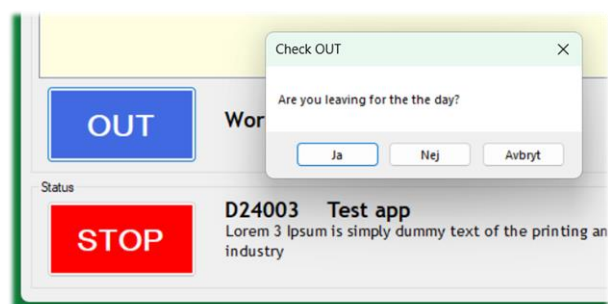 Check OUT
Are you leaving for the the day?
Ja Nej Avbryt
OUT Wor
Status
STOP
D24003 Test app
Lorem 3 Ipsum is simply dummy text of the printing an
industry